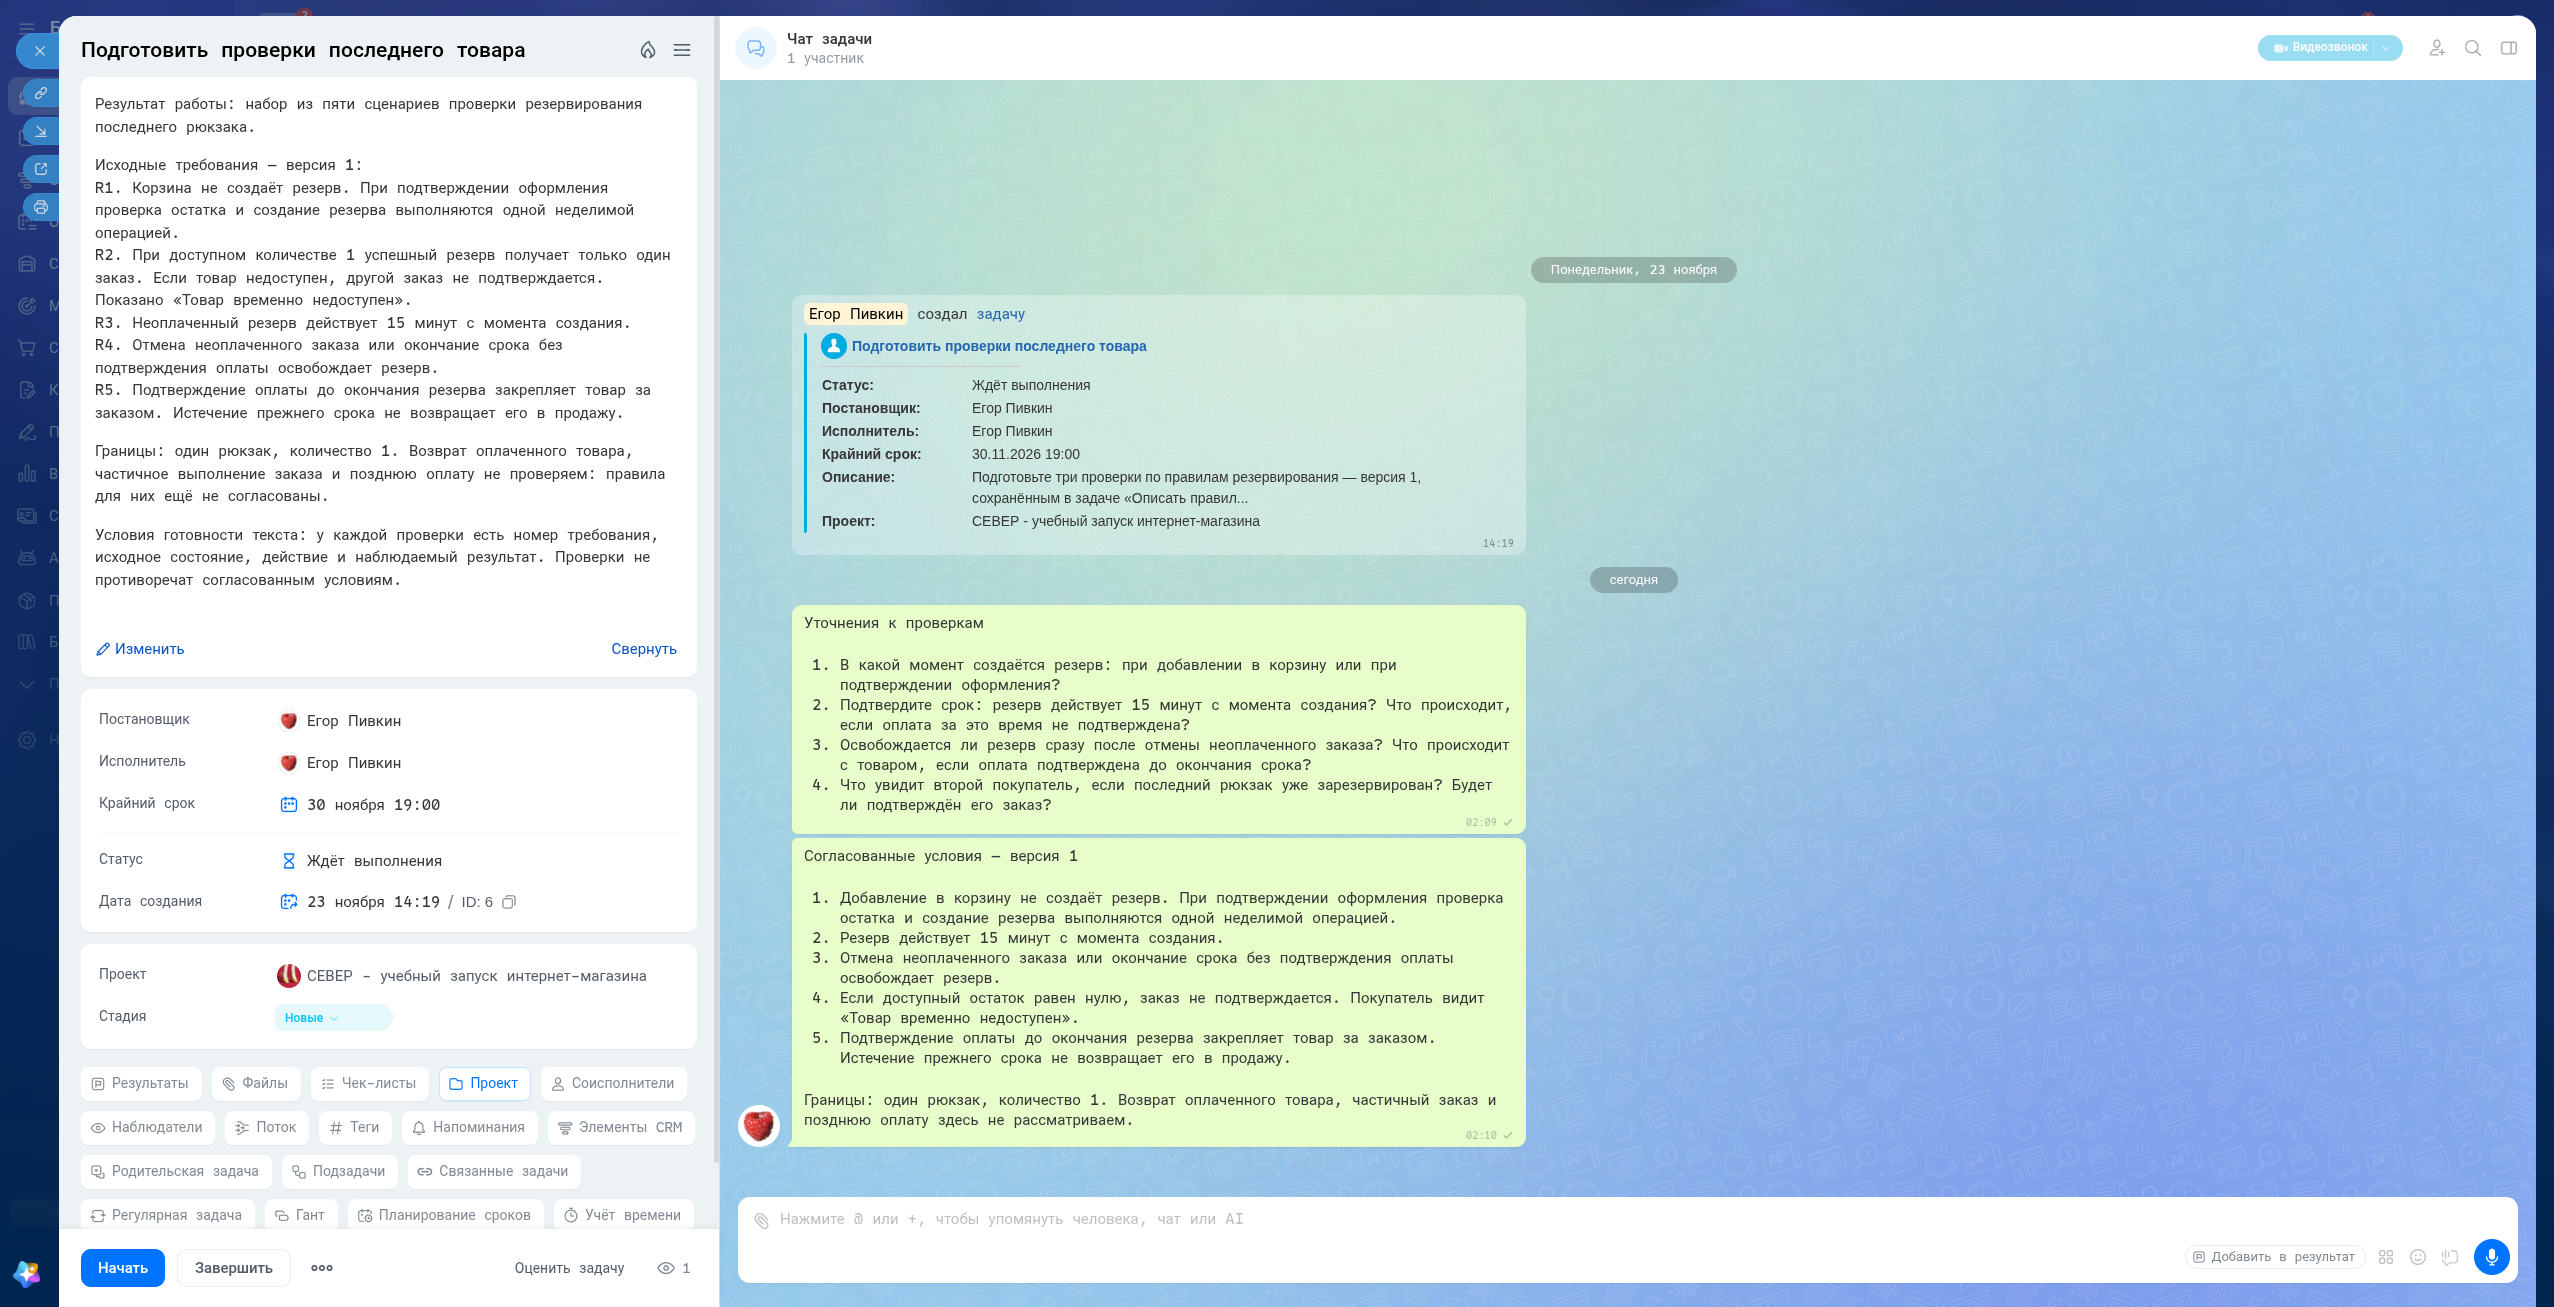 Подготовить проверки последнего товара
Результат работы: набор из пяти сценариев проверки резервирования
последнего рюкзака.
Исходные требования — версия 1:
R1. Корзина не создаёт резерв. При подтверждении оформления
проверка остатка и создание резерва выполняются одной неделимой
операцией.
R2. При доступном количестве 1 успешный резерв получает только один
заказ. Если товар недоступен, другой заказ не подтверждается.
Показано «Товар временно недоступен».
R3. Неоплаченный резерв действует 15 минут с момента создания.
R4. Отмена неоплаченного заказа или окончание срока без
подтверждения оплаты освобождает резерв.
R5. Подтверждение оплаты до окончания резерва закрепляет товар за
заказом. Истечение прежнего срока не возвращает его в продажу.
Границы: один рюкзак, количество 1. Возврат оплаченного товара,
частичное выполнение заказа и позднюю оплату не проверяем: правила
для них ещё не согласованы.
Условия готовности текста: у каждой проверки есть номер требования,
исходное состояние, действие и наблюдаемый результат. Проверки не
противоречат согласованным условиям.
Изменить
Свернуть
Постановщик
Егор Пивкин
Исполнитель
Егор Пивкин
Крайний срок
30 ноября 19:00
Статус
Ждёт выполнения
Дата создания
23 ноября 14:19 / ID: 6
Проект
СЕВЕР - учебный запуск интернет-магазина
Стадия
Новые
Результаты
Файлы
Чек-листы
Проект
Соисполнители
Наблюдатели
Поток
Теги
Напоминания
Элементы CRM
Родительская задача
Подзадачи
Связанные задачи
Регулярная задача
Гант
Планирование сроков
Учёт времени
Начать
Завершить
Оценить задачу
1
Чат задачи
1 участник
Видеозвонок
Понедельник, 23 ноября
Егор Пивкин создал задачу
Подготовить проверки последнего товара
Статус: Ждёт выполнения
Постановщик: Егор Пивкин
Исполнитель: Егор Пивкин
Крайний срок: 30.11.2026 19:00
Описание: Подготовьте три проверки по правилам резервирования — версия 1,
сохранённым в задаче «Описать правил...
Проект: СЕВЕР - учебный запуск интернет-магазина
14:19
сегодня
Уточнения к проверкам
1. В какой момент создаётся резерв: при добавлении в корзину или при
подтверждении оформления?
2. Подтвердите срок: резерв действует 15 минут с момента создания? Что происходит,
если оплата за это время не подтверждена?
3. Освобождается ли резерв сразу после отмены неоплаченного заказа? Что происходит
с товаром, если оплата подтверждена до окончания срока?
4. Что увидит второй покупатель, если последний рюкзак уже зарезервирован? Будет
ли подтверждён его заказ?
02:09
Согласованные условия — версия 1
1. Добавление в корзину не создаёт резерв. При подтверждении оформления проверка
остатка и создание резерва выполняются одной неделимой операцией.
2. Резерв действует 15 минут с момента создания.
3. Отмена неоплаченного заказа или окончание срока без подтверждения оплаты
освобождает резерв.
4. Если доступный остаток равен нулю, заказ не подтверждается. Покупатель видит
«Товар временно недоступен».
5. Подтверждение оплаты до окончания резерва закрепляет товар за заказом.
Истечение прежнего срока не возвращает его в продажу.
Границы: один рюкзак, количество 1. Возврат оплаченного товара, частичный заказ и
позднюю оплату здесь не рассматриваем.
02:10
Нажмите @ или +, чтобы упомянуть человека, чат или AI
Добавить в результат